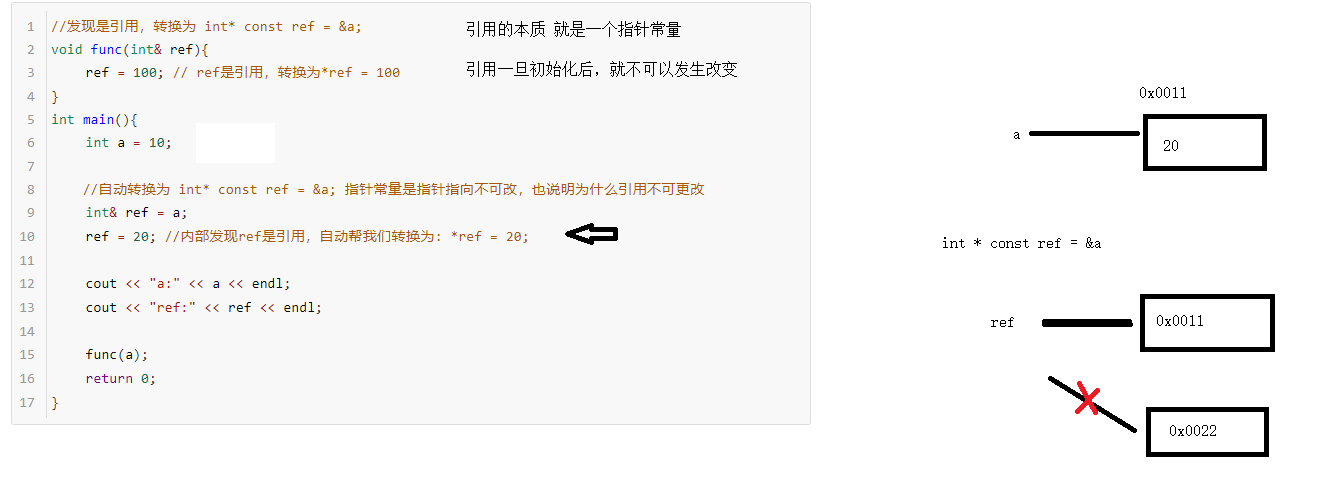 1 //发现是引用，转换为 int* const ref = &a;
2 void func(int& ref){
3     ref = 100; // ref是引用，转换为*ref = 100
4 }
5 int main(){
6     int a = 10;
7
8     //自动转换为 int* const ref = &a; 指针常量是指针指向不可改，也说明为什么引用不可更改
9     int& ref = a;
10     ref = 20; //内部发现ref是引用，自动帮我们转换为: *ref = 20;
11
12     cout << "a:" << a << endl;
13     cout << "ref:" << ref << endl;
14
15     func(a);
16     return 0;
17 }
引用的本质 就是一个指针常量
引用一旦初始化后，就不可以发生改变
0x0011
a
20
int * const ref = &a
ref
0x0011
0x0022